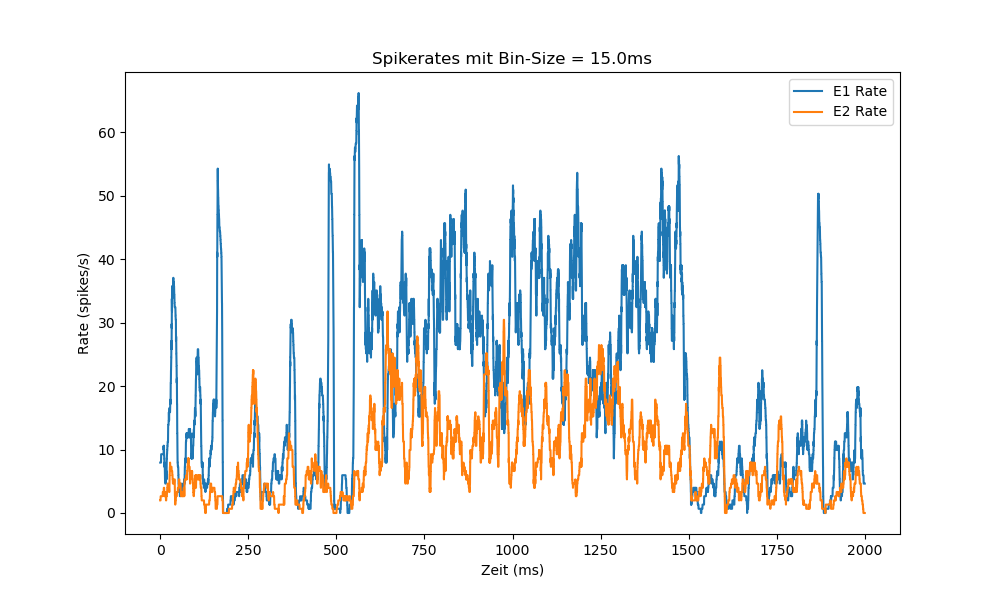 Spikerates mit Bin-Size = 15.0ms
E1 Rate
E2 Rate
Rate (spikes/s)
60
50
40
30
20
10
0
0 250 500 750 1000 1250 1500 1750 2000
Zeit (ms)